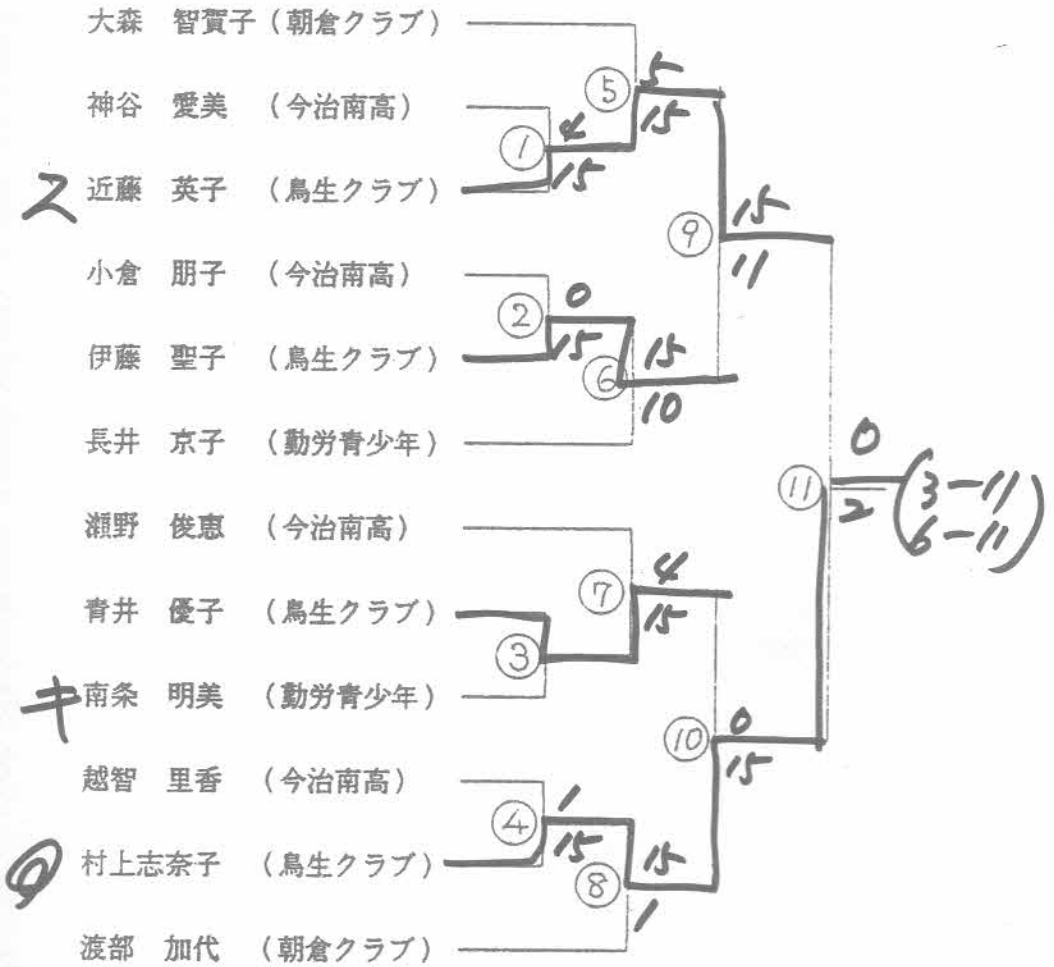 大森 智賀子 (朝倉クラブ)
⑤ 5
15
神谷 愛美 (今治南高)
① 4
15
ス 近藤 英子 (鳥生クラブ)
⑨ 15
11
小倉 朋子 (今治南高)
② 0
15
伊藤 聖子 (鳥生クラブ)
⑥ 15
10
長井 京子 (勤労青少年)
⑪ 0
2
(3-11
6-11)
瀬野 俊恵 (今治南高)
⑦ 4
15
青井 優子 (鳥生クラブ)
③
キ 南条 明美 (勤労青少年)
⑩ 0
15
越智 里香 (今治南高)
④ 1
15
村上志奈子 (鳥生クラブ)
⑧ 15
1
渡部 加代 (朝倉クラブ)